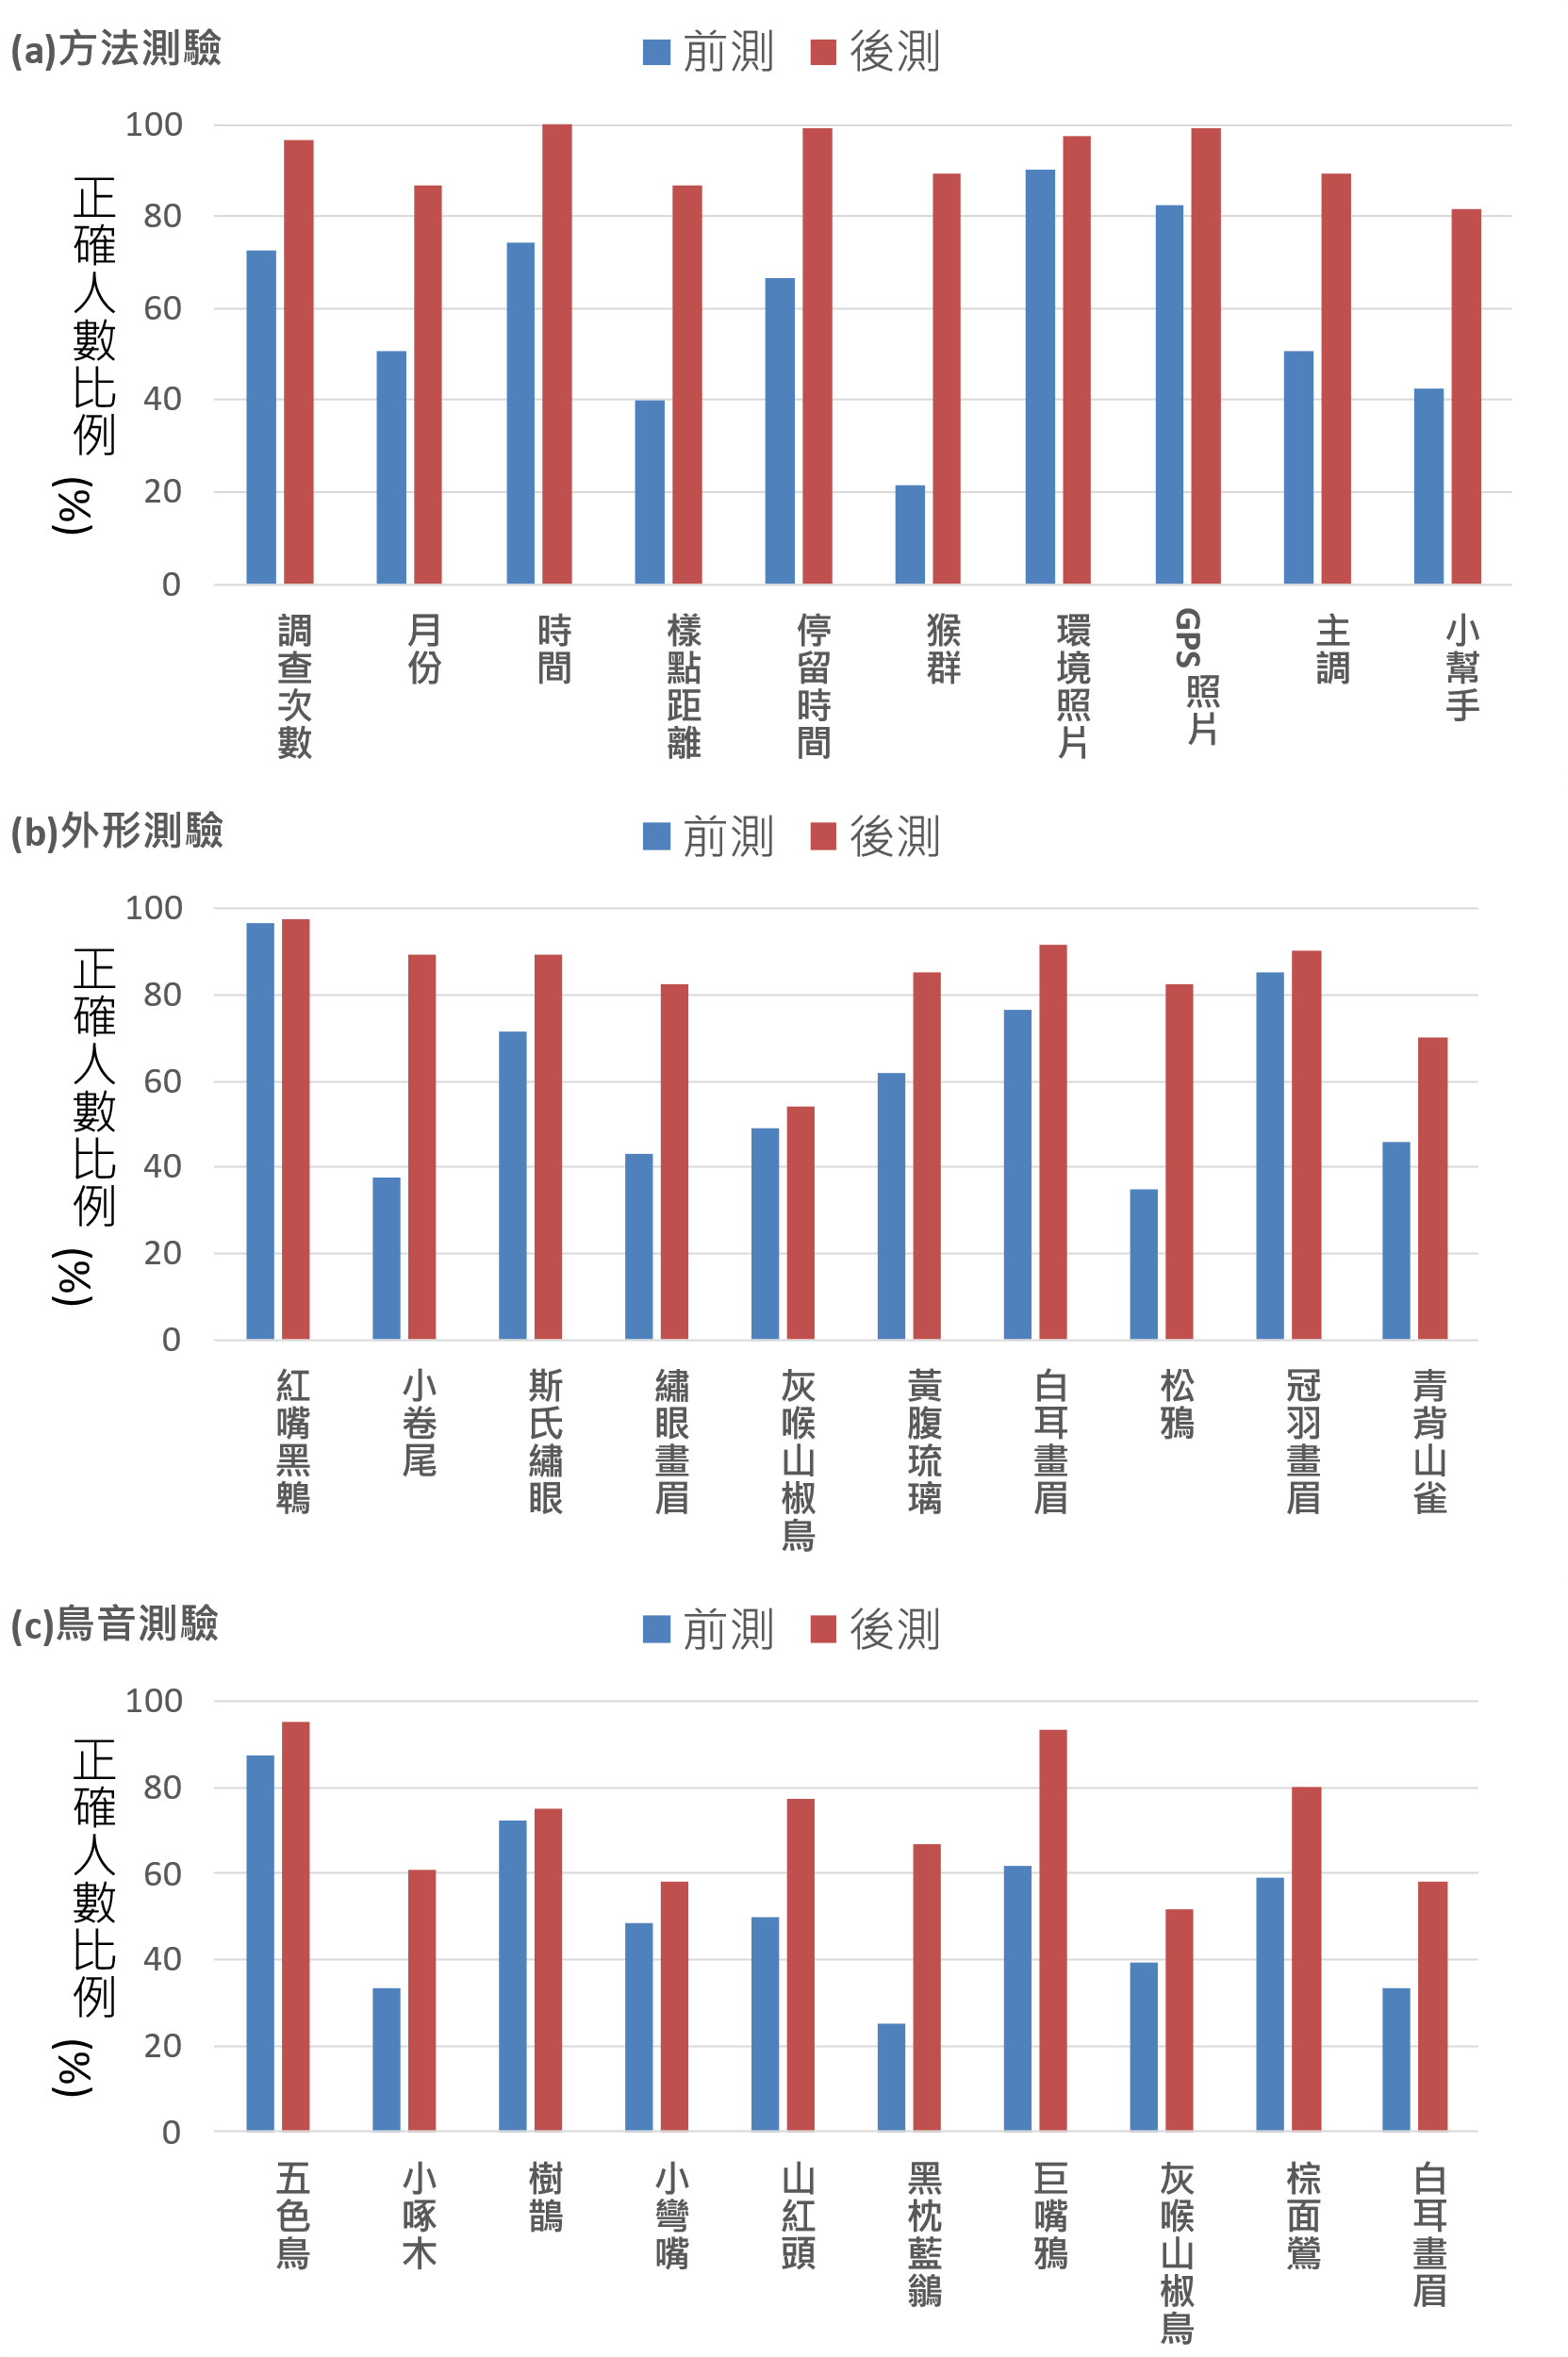 (a)方法測驗
前測 後測
正確人數比例(%)
100
80
60
40
20
0
調查次數
月份
時間
樣點距離
停留時間
猴群
環境照片
GPS照片
主調
小幫手
(b)外形測驗
前測 後測
正確人數比例(%)
100
80
60
40
20
0
紅嘴黑鵯
小卷尾
斯氏繡眼
繡眼畫眉
灰喉山椒鳥
黃腹琉璃
白耳畫眉
松鴉
冠羽畫眉
青背山雀
(c)鳥音測驗
前測 後測
正確人數比例(%)
100
80
60
40
20
0
五色鳥
小啄木
樹鵲
小彎嘴
山紅頭
黑枕藍鶲
巨嘴鴉
灰喉山椒鳥
棕面鶯
白耳畫眉